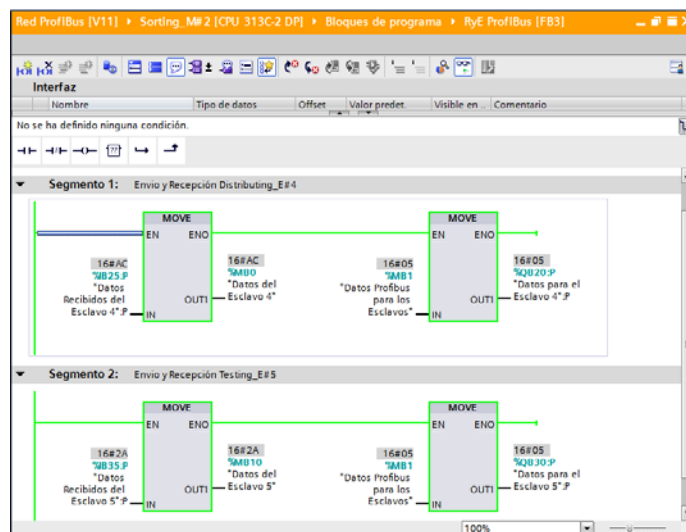 Red ProfiBus [V11] ▸ Sorting_M#2 [CPU 313C-2 DP] ▸ Bloques de programa ▸ RyE ProfiBus [FB3]
Interfaz
Nombre Tipo de datos Offset Valor predet. Visible en .. Comentario
No se ha definido ninguna condición.
??
Segmento 1: Envio y Recepción Distributing_E#4
MOVE
EN ENO
16#AC
%IB25:P
"Datos
Recibidos del
Esclavo 4":P
IN
OUT1
16#AC
%MB0
"Datos del
Esclavo 4"
MOVE
EN ENO
16#05
%MB1
"Datos Profibus
para los
Esclavos"
IN
OUT1
16#05
%QB20:P
"Datos para el
Esclavo 4":P
Segmento 2: Envio y Recepción Testing_E#5
MOVE
EN ENO
16#2A
%IB35:P
"Datos
Recibidos del
Esclavo 5":P
IN
OUT1
16#2A
%MB10
"Datos del
Esclavo 5"
MOVE
EN ENO
16#05
%MB1
"Datos Profibus
para los
Esclavos"
IN
OUT1
16#05
%QB30:P
"Datos para el
Esclavo 5":P
100%